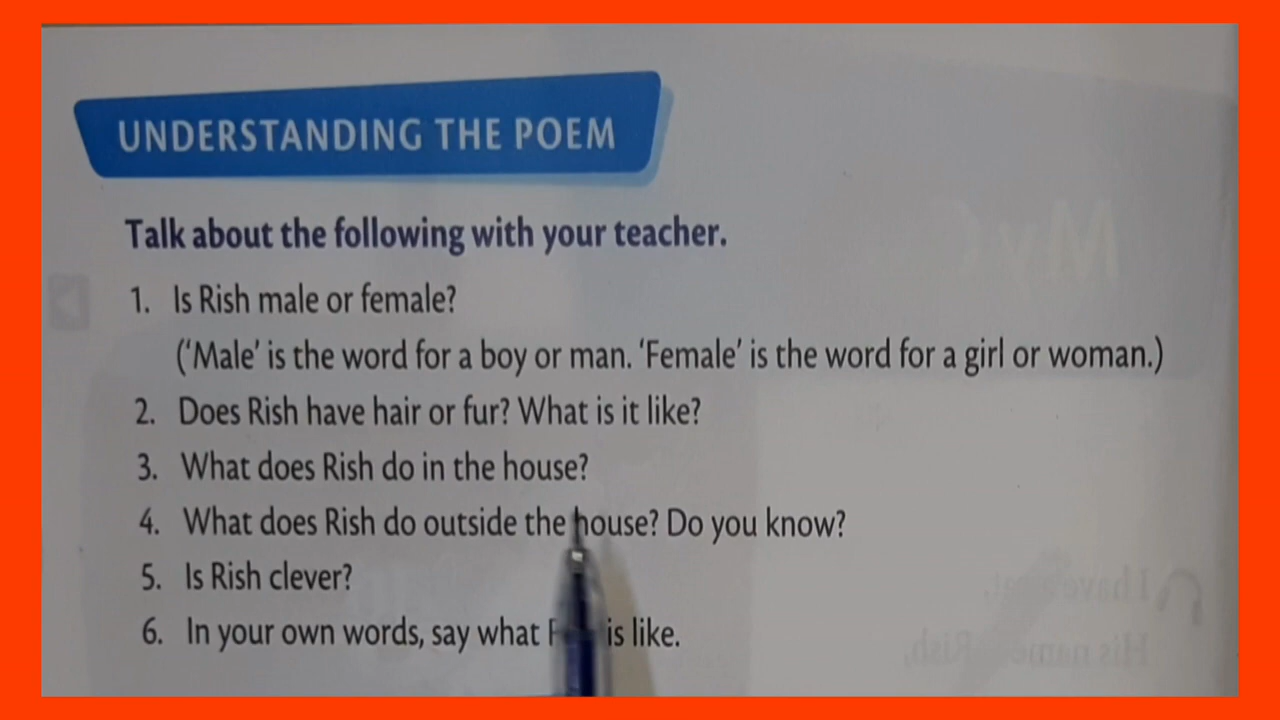 UNDERSTANDING THE POEM
Talk about the following with your teacher.
1. Is Rish male or female?
('Male' is the word for a boy or man. 'Female' is the word for a girl or woman.)
2. Does Rish have hair or fur? What is it like?
3. What does Rish do in the house?
4. What does Rish do outside the house? Do you know?
5. Is Rish clever?
6. In your own words, say what is like.